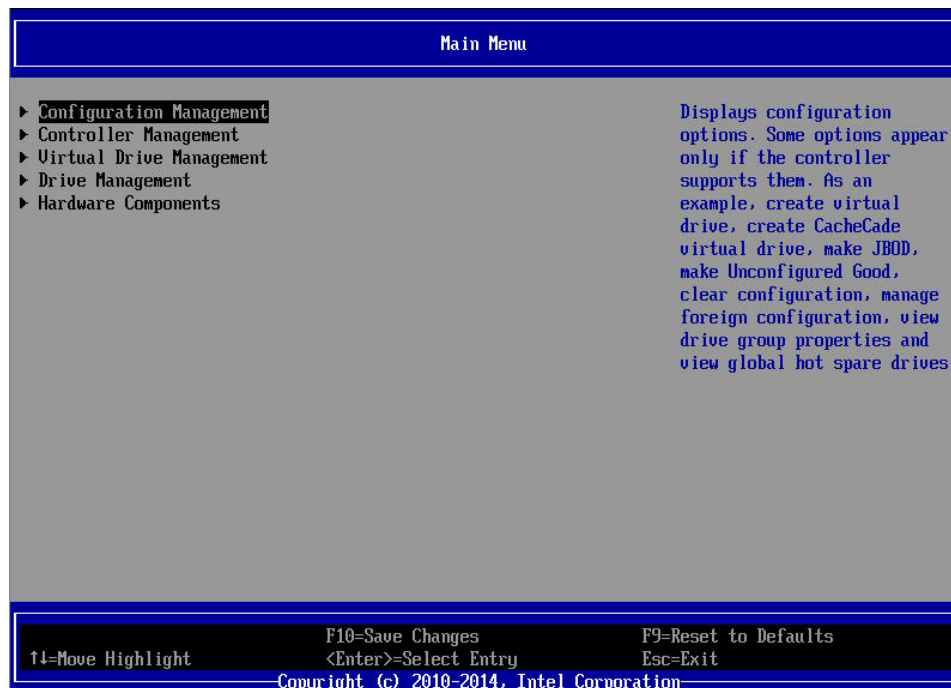 Main Menu
Configuration Management
Controller Management
Virtual Drive Management
Drive Management
Hardware Components
Displays configuration
options. Some options appear
only if the controller
supports them. As an
example, create virtual
drive, create CacheCade
virtual drive, make JBOD,
make Unconfigured Good,
clear configuration, manage
foreign configuration, view
drive group properties and
view global hot spare drives
F10=Save Changes F9=Reset to Defaults
↑↓=Move Highlight <Enter>=Select Entry Esc=Exit
Copyright (c) 2010-2014, Intel Corporation